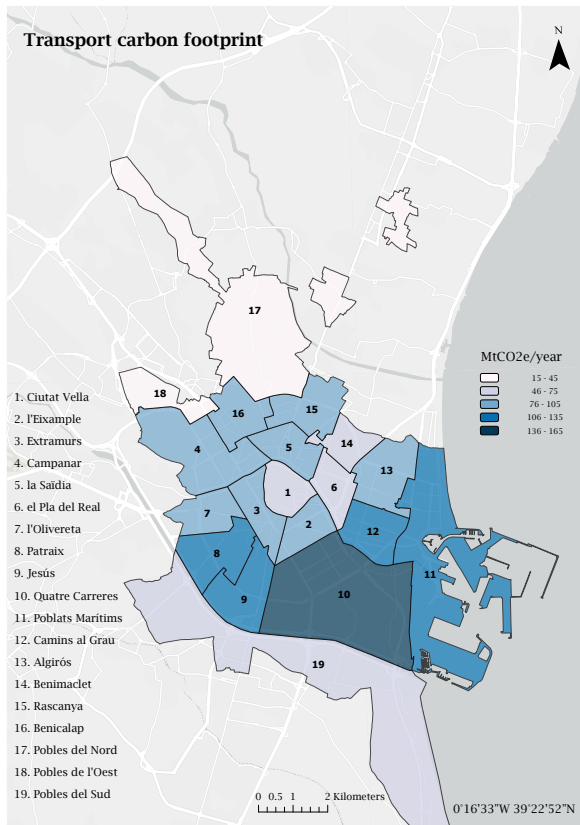 Transport carbon footprint
N
17
18
16
15
14
4
5
13
1
6
7
3
2
12
8
11
9
10
19
MtCO2e/year
15 - 45
46 - 75
76 - 105
106 - 135
136 - 165
1. Ciutat Vella
2. l'Eixample
3. Extramurs
4. Campanar
5. la Saïdia
6. el Pla del Real
7. l'Olivereta
8. Patraix
9. Jesús
10. Quatre Carreres
11. Poblats Marítims
12. Camins al Grau
13. Algirós
14. Benimaclet
15. Rascanya
16. Benicalap
17. Pobles del Nord
18. Pobles de l'Oest
19. Pobles del Sud
0 0.5 1 2 Kilometers
0°16'33"W 39°22'52"N